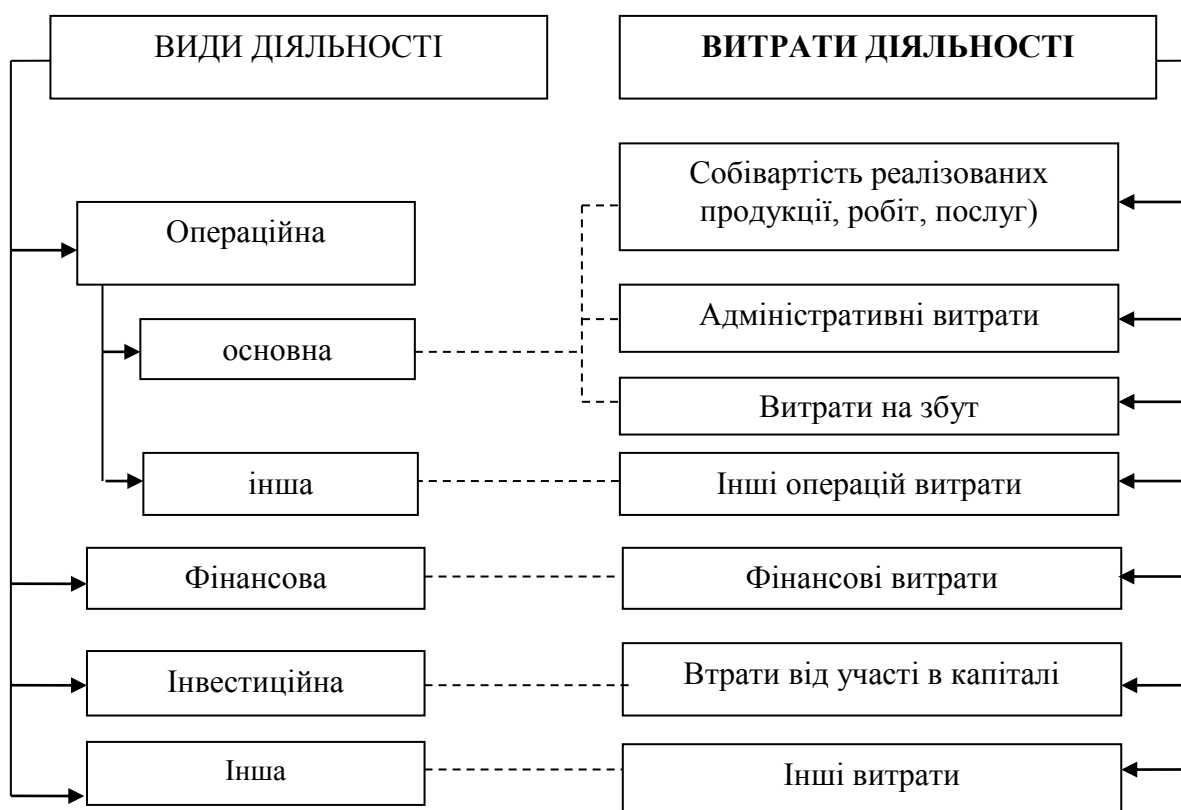 ВИДИ ДІЯЛЬНОСТІ
ВИТРАТИ ДІЯЛЬНОСТІ
Собівартість реалізованих
продукції, робіт, послуг)
Операційна
Адміністративні витрати
основна
Витрати на збут
інша
Інші операцій витрати
Фінансова
Фінансові витрати
Інвестиційна
Втрати від участі в капіталі
Інша
Інші витрати